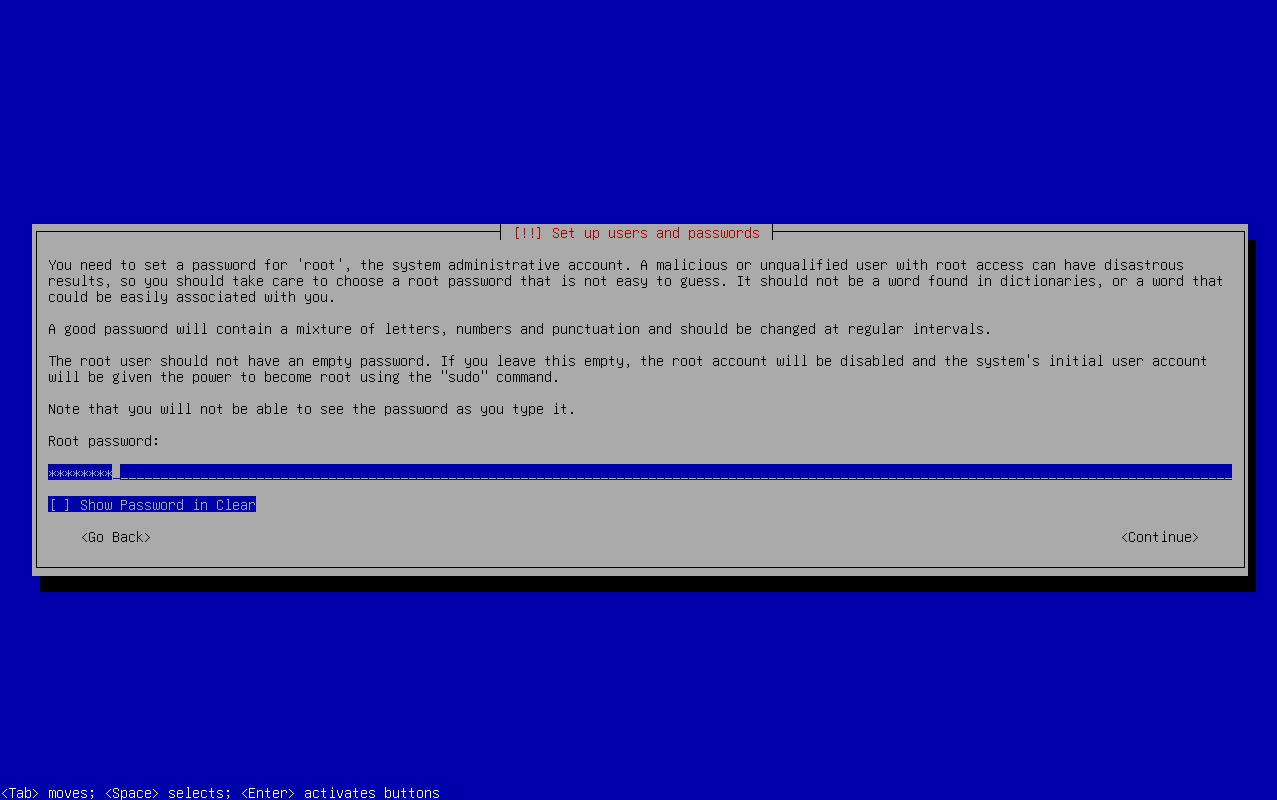 [!!] Set up users and passwords
You need to set a password for 'root', the system administrative account. A malicious or unqualified user with root access can have disastrous
results, so you should take care to choose a root password that is not easy to guess. It should not be a word found in dictionaries, or a word that
could be easily associated with you.
A good password will contain a mixture of letters, numbers and punctuation and should be changed at regular intervals.
The root user should not have an empty password. If you leave this empty, the root account will be disabled and the system's initial user account
will be given the power to become root using the "sudo" command.
Note that you will not be able to see the password as you type it.
Root password:
********
[ ] Show Password in Clear
<Go Back> <Continue>
<Tab> moves; <Space> selects; <Enter> activates buttons